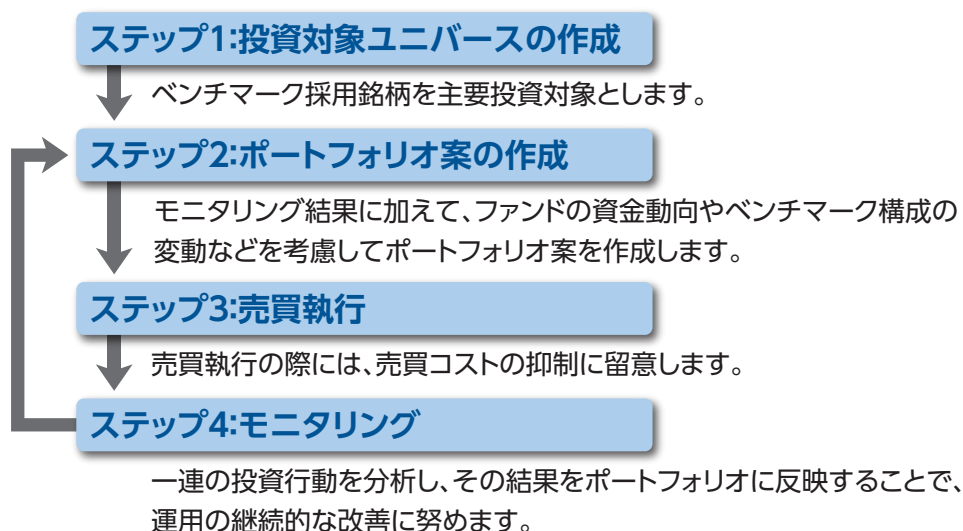 ステップ1:投資対象ユニバースの作成
ベンチマーク採用銘柄を主要投資対象とします。
ステップ2:ポートフォリオ案の作成
モニタリング結果に加えて、ファンドの資金動向やベンチマーク構成の
変動などを考慮してポートフォリオ案を作成します。
ステップ3:売買執行
売買執行の際には、売買コストの抑制に留意します。
ステップ4:モニタリング
一連の投資行動を分析し、その結果をポートフォリオに反映することで、
運用の継続的な改善に努めます。